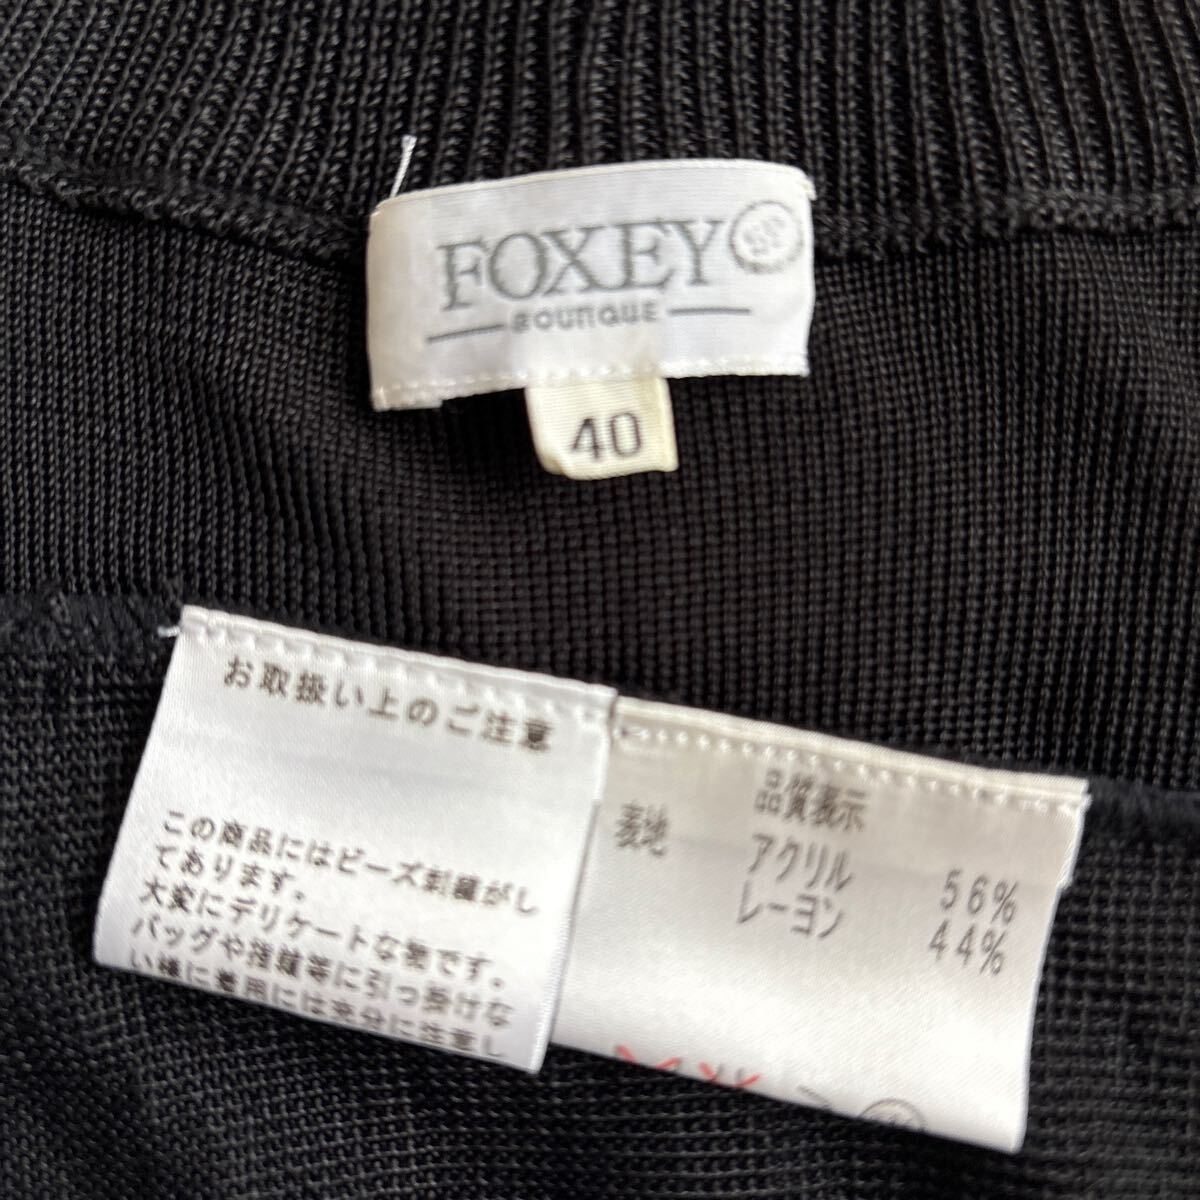 FOXEY
BOUTIQUE
40
お取扱い上のご注意
この商品にはビーズ刺繍がし
てあります。
大変にデリケートな物です。
バッグや指輪等に引っ掛けな
い様に着用には充分に注意し
品質表示
表地
アクリル 56%
レーヨン 44%